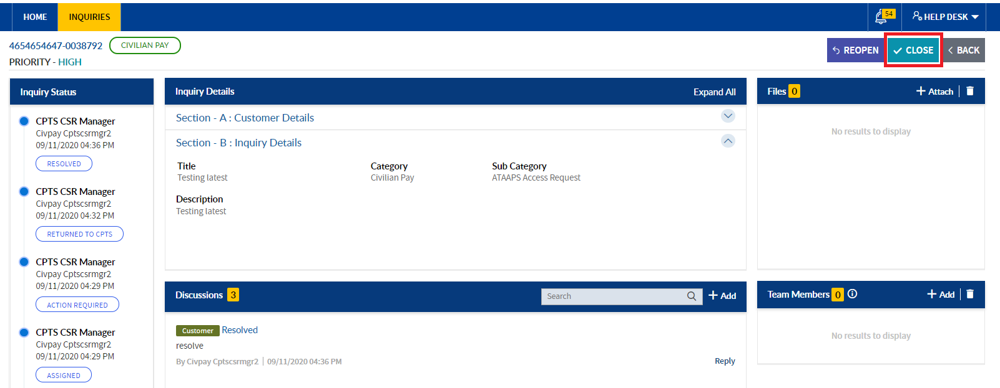 HOME
INQUIRIES
54
HELP DESK
4654654647-0038792
CIVILIAN PAY
PRIORITY - HIGH
REOPEN
CLOSE
BACK
Inquiry Status
CPTS CSR Manager
Civpay Cptscsrmgr2
09/11/2020 04:36 PM
RESOLVED
CPTS CSR Manager
Civpay Cptscsrmgr2
09/11/2020 04:32 PM
RETURNED TO CPTS
CPTS CSR Manager
Civpay Cptscsrmgr2
09/11/2020 04:29 PM
ACTION REQUIRED
CPTS CSR Manager
Civpay Cptscsrmgr2
09/11/2020 04:29 PM
ASSIGNED
Inquiry Details
Expand All
Section - A : Customer Details
Section - B : Inquiry Details
Title
Testing latest
Category
Civilian Pay
Sub Category
ATAAPS Access Request
Description
Testing latest
Discussions 3
Search
Add
Customer Resolved
resolve
By Civpay Cptscsrmgr2 | 09/11/2020 04:36 PM
Reply
Files 0
Attach
No results to display
Team Members 0
Add
No results to display